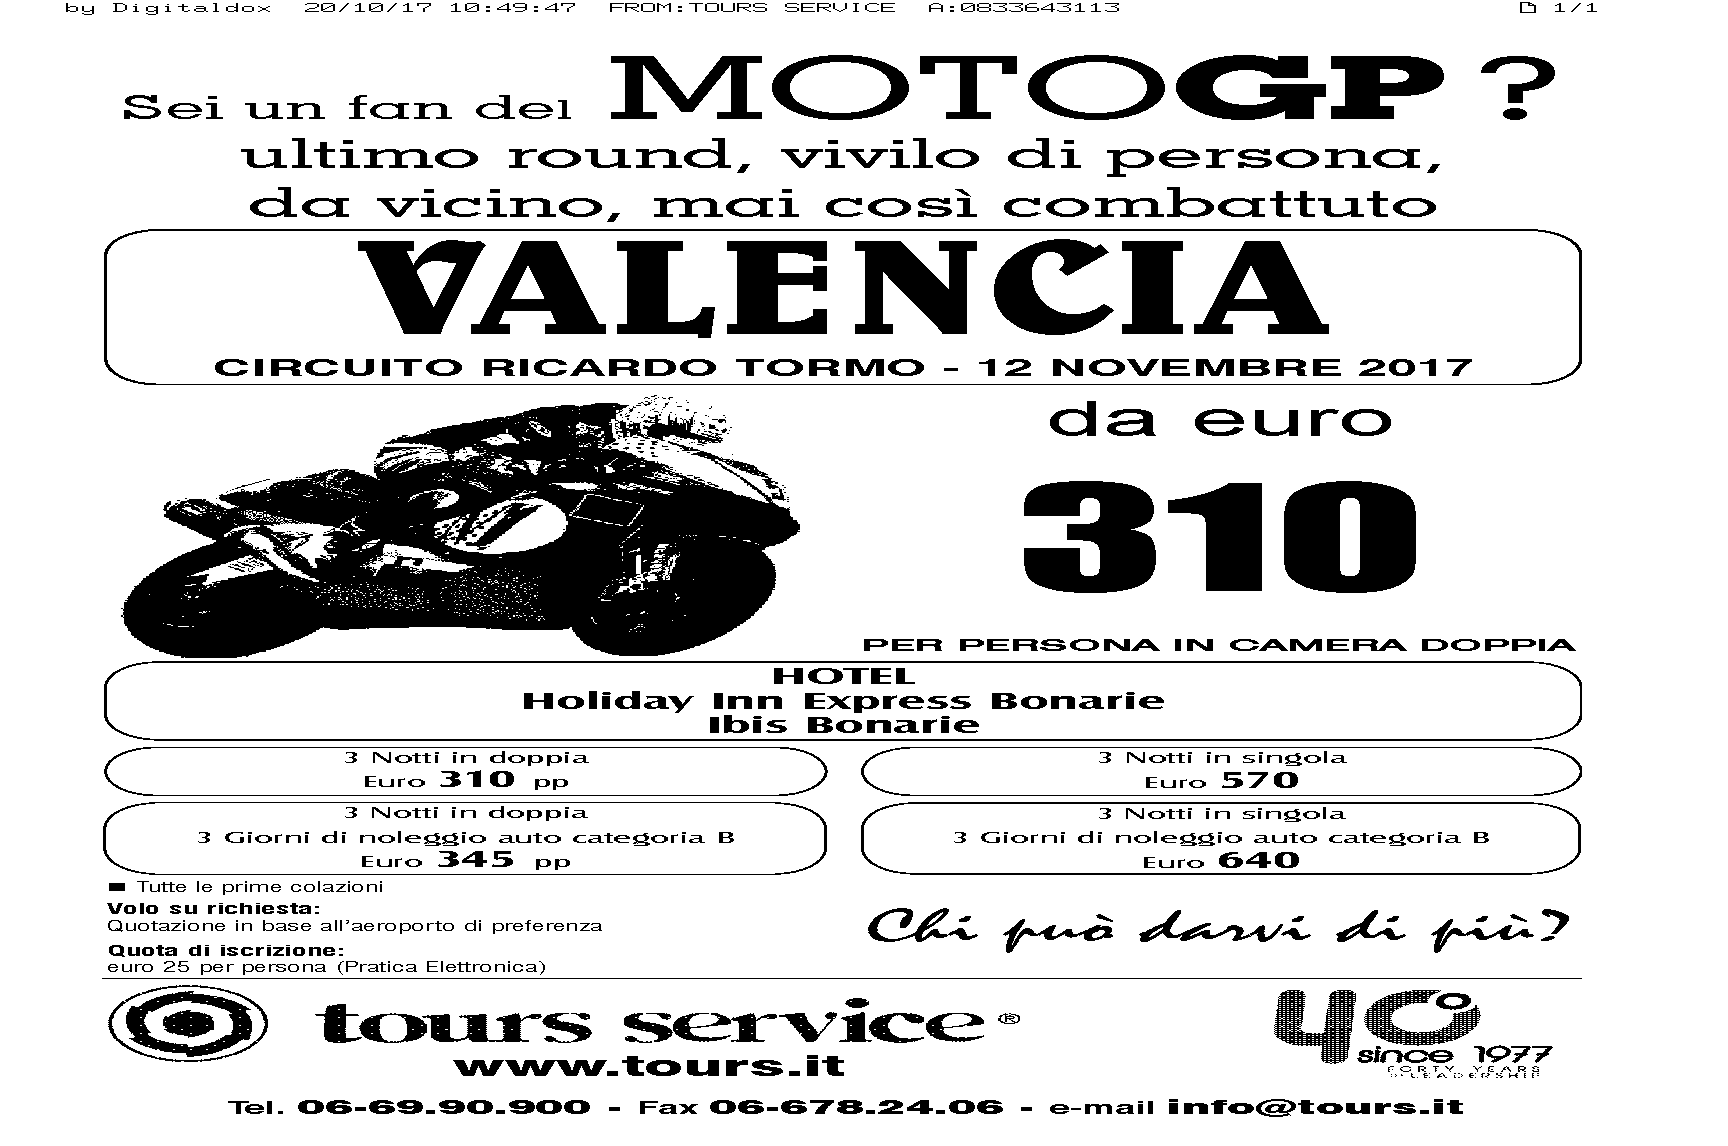 by Digitaldox 20/10/17 10:49:47 FROM:TOURS SERVICE A:0833643113 1/1
Sei un fan del MOTOGP ?
ultimo round, vivilo di persona,
da vicino, mai così combattuto
VALENCIA
CIRCUITO RICARDO TORMO - 12 NOVEMBRE 2017
da euro
310
PER PERSONA IN CAMERA DOPPIA
HOTEL
Holiday Inn Express Bonarie
Ibis Bonarie
3 Notti in doppia
Euro 310 pp
3 Notti in singola
Euro 570
3 Notti in doppia
3 Giorni di noleggio auto categoria B
Euro 345 pp
3 Notti in singola
3 Giorni di noleggio auto categoria B
Euro 640
■ Tutte le prime colazioni
Volo su richiesta:
Quotazione in base all'aeroporto di preferenza
Quota di iscrizione:
euro 25 per persona (Pratica Elettronica)
Chi può darvi di più?
tours service®
www.tours.it
40°
since 1977
FORTY YEARS
of LEADERSHIP
Tel. 06-69.90.900 - Fax 06-678.24.06 - e-mail info@tours.it